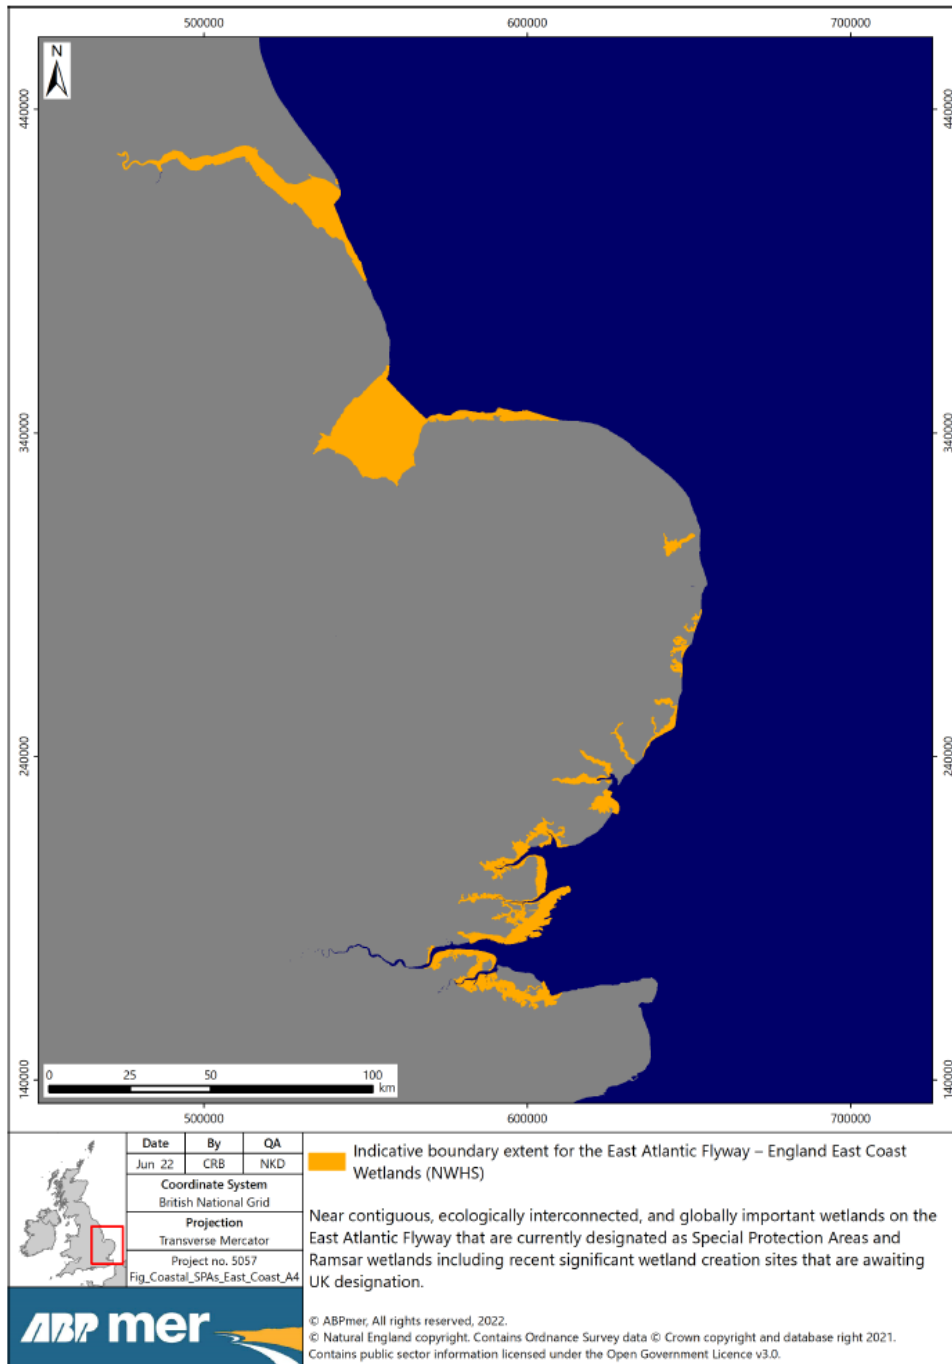 500000
600000
700000
N
440000
440000
340000
340000
240000
240000
140000
140000
0
25
50
100
km
500000
600000
700000
Date
By
QA
Jun 22
CRB
NKD
Coordinate System
British National Grid
Projection
Transverse Mercator
Project no. 5057
Fig_Coastal_SPAs_East_Coast_A4
ABP mer
Indicative boundary extent for the East Atlantic Flyway – England East Coast
Wetlands (NWHS)
Near contiguous, ecologically interconnected, and globally important wetlands on the
East Atlantic Flyway that are currently designated as Special Protection Areas and
Ramsar wetlands including recent significant wetland creation sites that are awaiting
UK designation.
© ABPmer, All rights reserved, 2022.
© Natural England copyright. Contains Ordnance Survey data © Crown copyright and database right 2021.
Contains public sector information licensed under the Open Government Licence v3.0.